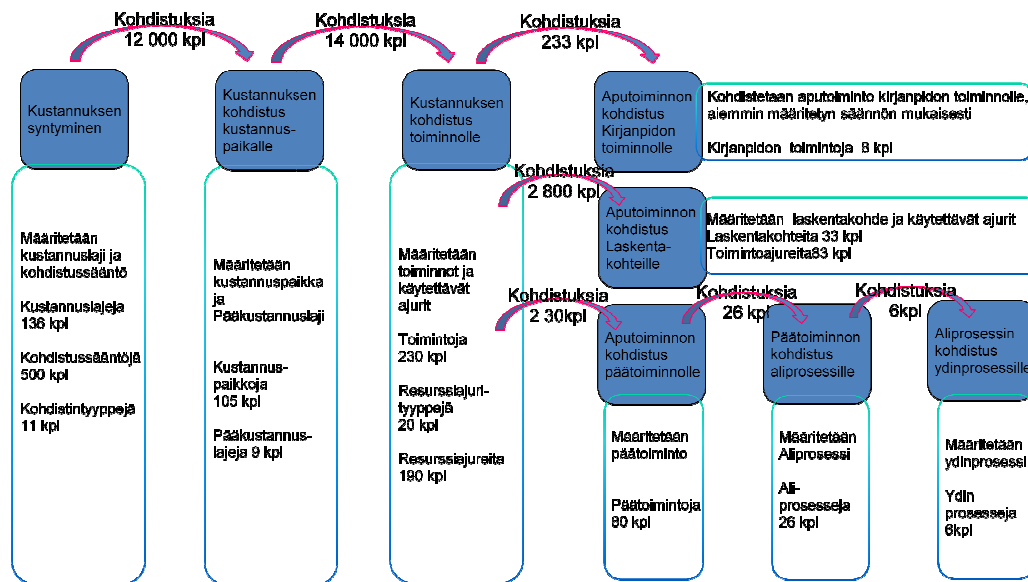 Kohdistuksia
12 000 kpl
Kohdistuksia
14 000 kpl
Kohdistuksia
233 kpl
Kustannuksen
syntyminen
Kustannuksen
kohdistus
kustannus-
paikalle
Kustannuksen
kohdistus
toiminnolle
Aputoiminnon
kohdistus
Kirjanpidon
toiminnolle
Kohdistetaan aputoiminto kirjanpidon toiminnolle,
aiemmin määritelyn säännön mukaisesti
Kirjanpidon toimintoja 8 kpl
Määritetään
kustannuslaji ja
kohdistussääntö
Kustannuslajeja
136 kpl
Kohdistussääntöjä
500 kpl
Kohdistintyyppejä
11 kpl
Määritetään
kustannuspaikka
ja
Pääkustannuslaji
Kustannus-
paikkoja
105 kpl
Pääkustannus-
lajeja 9 kpl
Määritetään
toiminnot ja
käytettävät
ajurit
Toimintoja
230 kpl
Resurssiajuri-
tyyppejä
20 kpl
Resurssiajureita
190 kpl
Kohdistuksia
2 800 kpl
Aputoiminnon
kohdistus
Laskenta-
kohteille
Määritetään laskentakohde ja käytettävät ajurit
Laskentakohteita 33 kpl
Toimintoajureita83 kpl
Kohdistuksia
2 30kpl
Kohdistuksia
26 kpl
Kohdistuksia
6kpl
Aputoiminnon
kohdistus
päätoiminnolle
Päätoiminnon
kohdistus
aliprosessille
Aliprosessin
kohdistus
ydinprosessille
Määritetään
päätoiminto
Päätoimintoja
80 kpl
Määritetään
Aliprosessi
Ali-
prosesseja
26 kpl
Määritetään
ydinprosessi
Ydin
prosesseja
6kpl